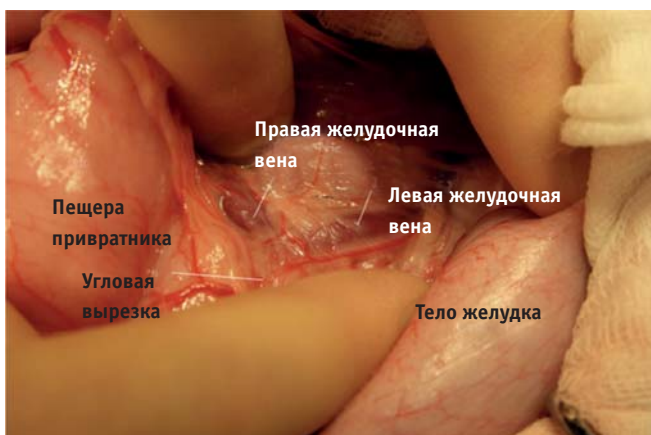 Правая желудочная
вена
Левая желудочная
вена
Пещера
привратника
Угловая
вырезка
Тело желудка